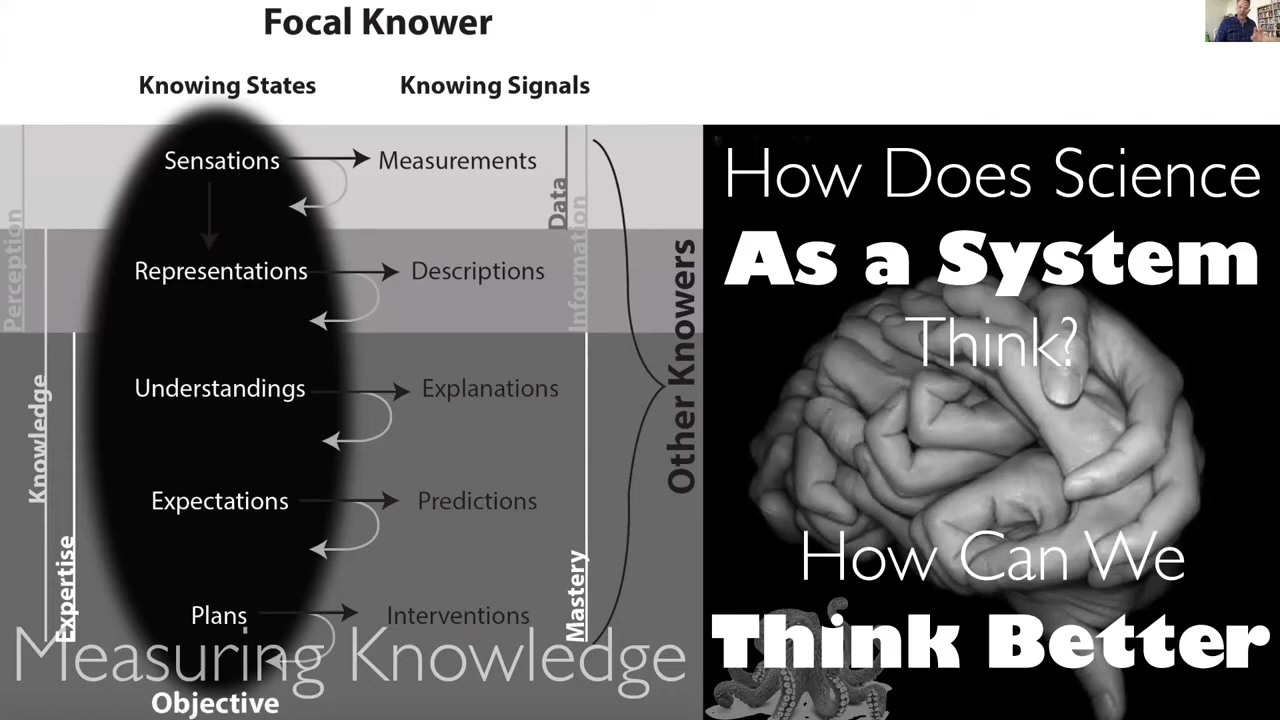 Focal Knower
Knowing States
Knowing Signals
Sensations
Measurements
Representations
Descriptions
Understandings
Explanations
Expectations
Predictions
Plans
Interventions
Perception
Knowledge
Expertise
Data
Information
Mastery
Other Knowers
Measuring Knowledge
Objective
How Does Science
As a System
Think?
How Can We
Think Better